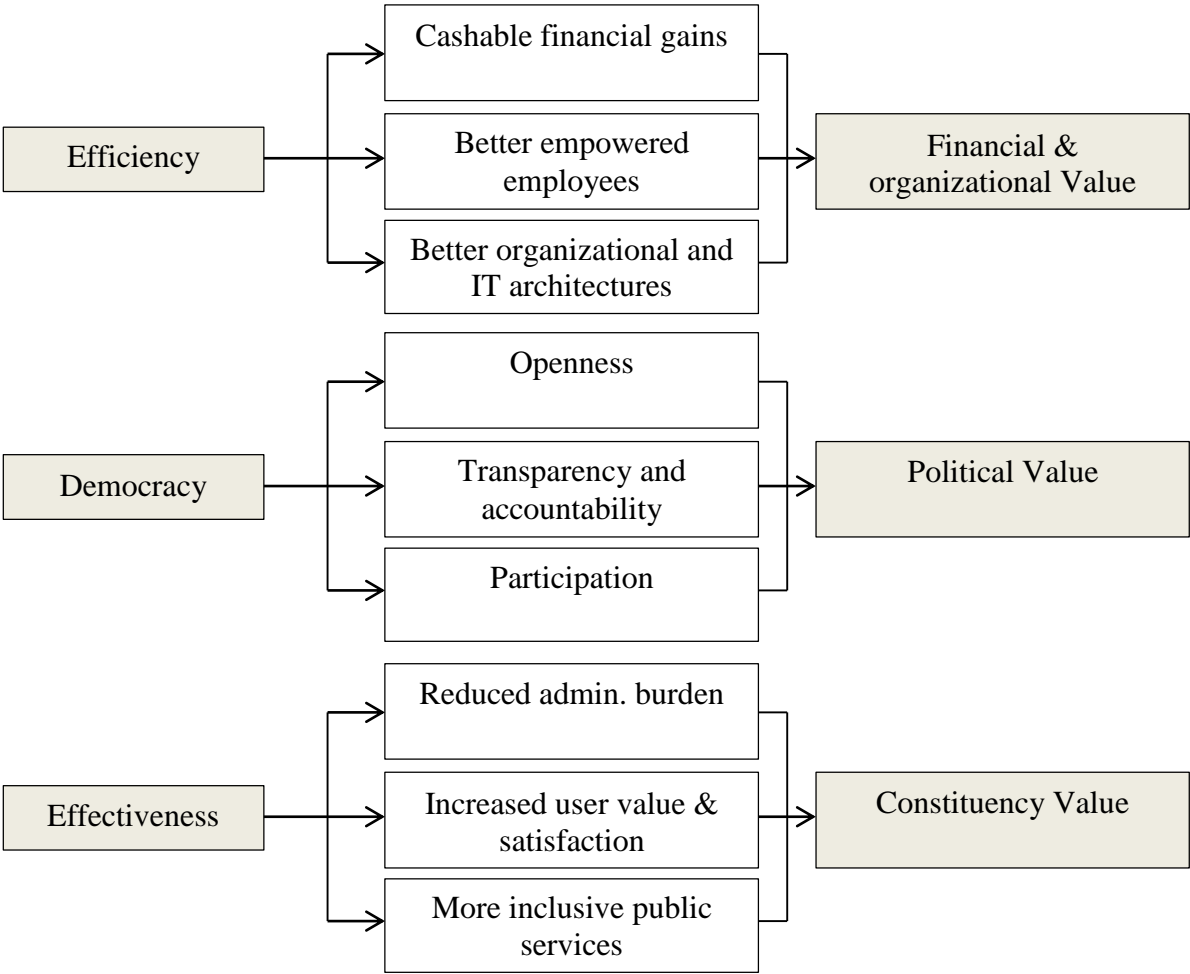 Cashable financial gains
Efficiency
Better empowered
employees
Financial &
organizational Value
Better organizational and
IT architectures
Openness
Democracy
Transparency and
accountability
Political Value
Participation
Reduced admin. burden
Effectiveness
Increased user value &
satisfaction
Constituency Value
More inclusive public
services